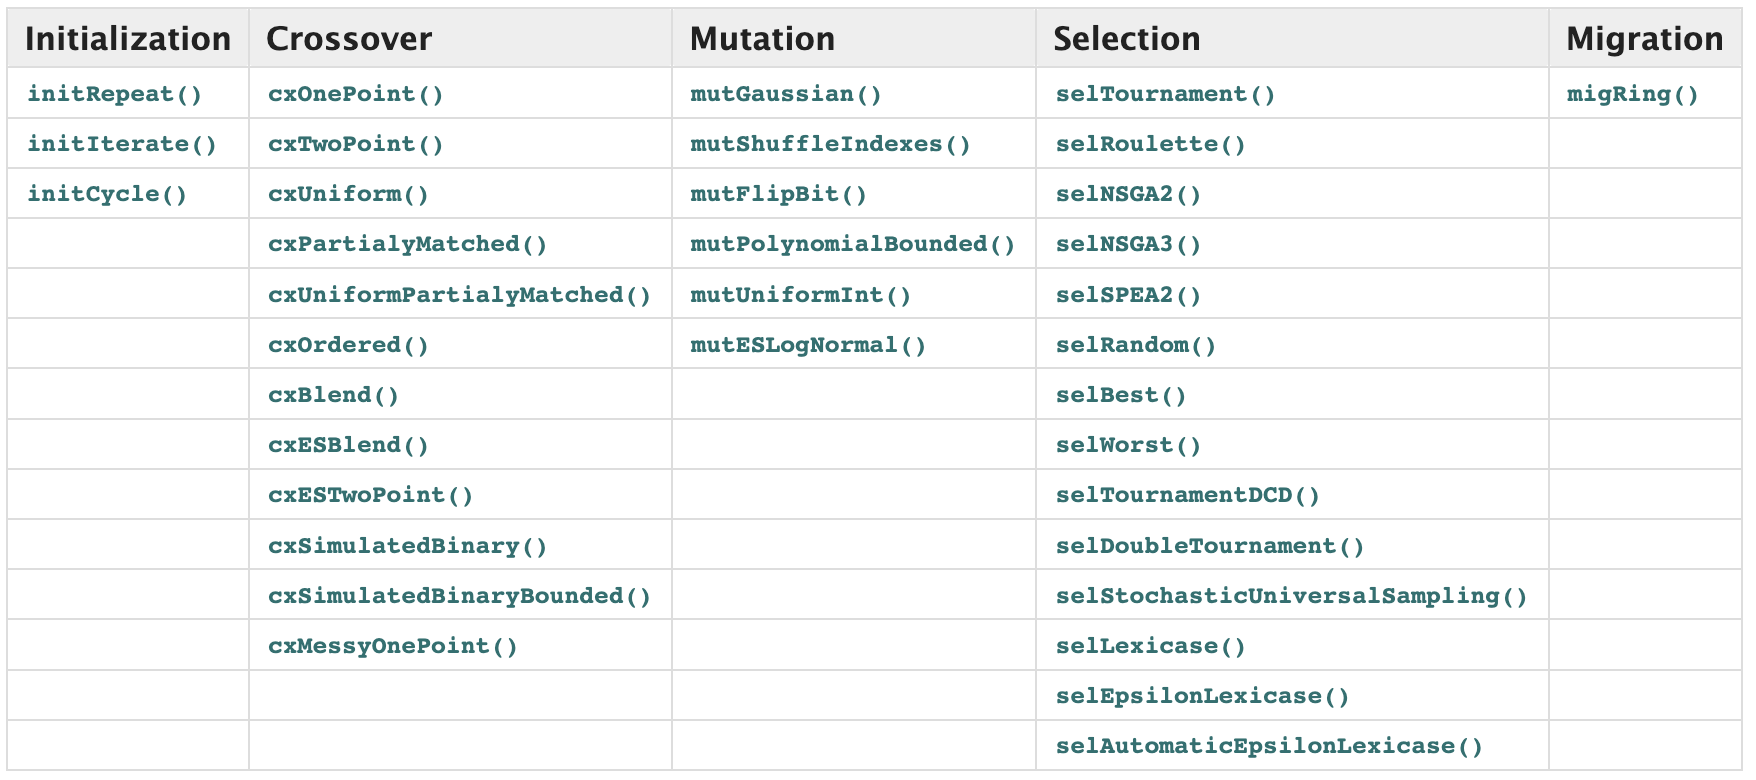 Initialization Crossover Mutation Selection Migration
initRepeat() cxOnePoint() mutGaussian() selTournament() migRing()
initIterate() cxTwoPoint() mutShuffleIndexes() selRoulette()
initCycle() cxUniform() mutFlipBit() selNSGA2()
cxPartialyMatched() mutPolynomialBounded() selNSGA3()
cxUniformPartialyMatched() mutUniformInt() selSPEA2()
cxOrdered() mutESLogNormal() selRandom()
cxBlend() selBest()
cxESBlend() selWorst()
cxESTwoPoint() selTournamentDCD()
cxSimulatedBinary() selDoubleTournament()
cxSimulatedBinaryBounded() selStochasticUniversalSampling()
cxMessyOnePoint() selLexicase()
selEpsilonLexicase()
selAutomaticEpsilonLexicase()